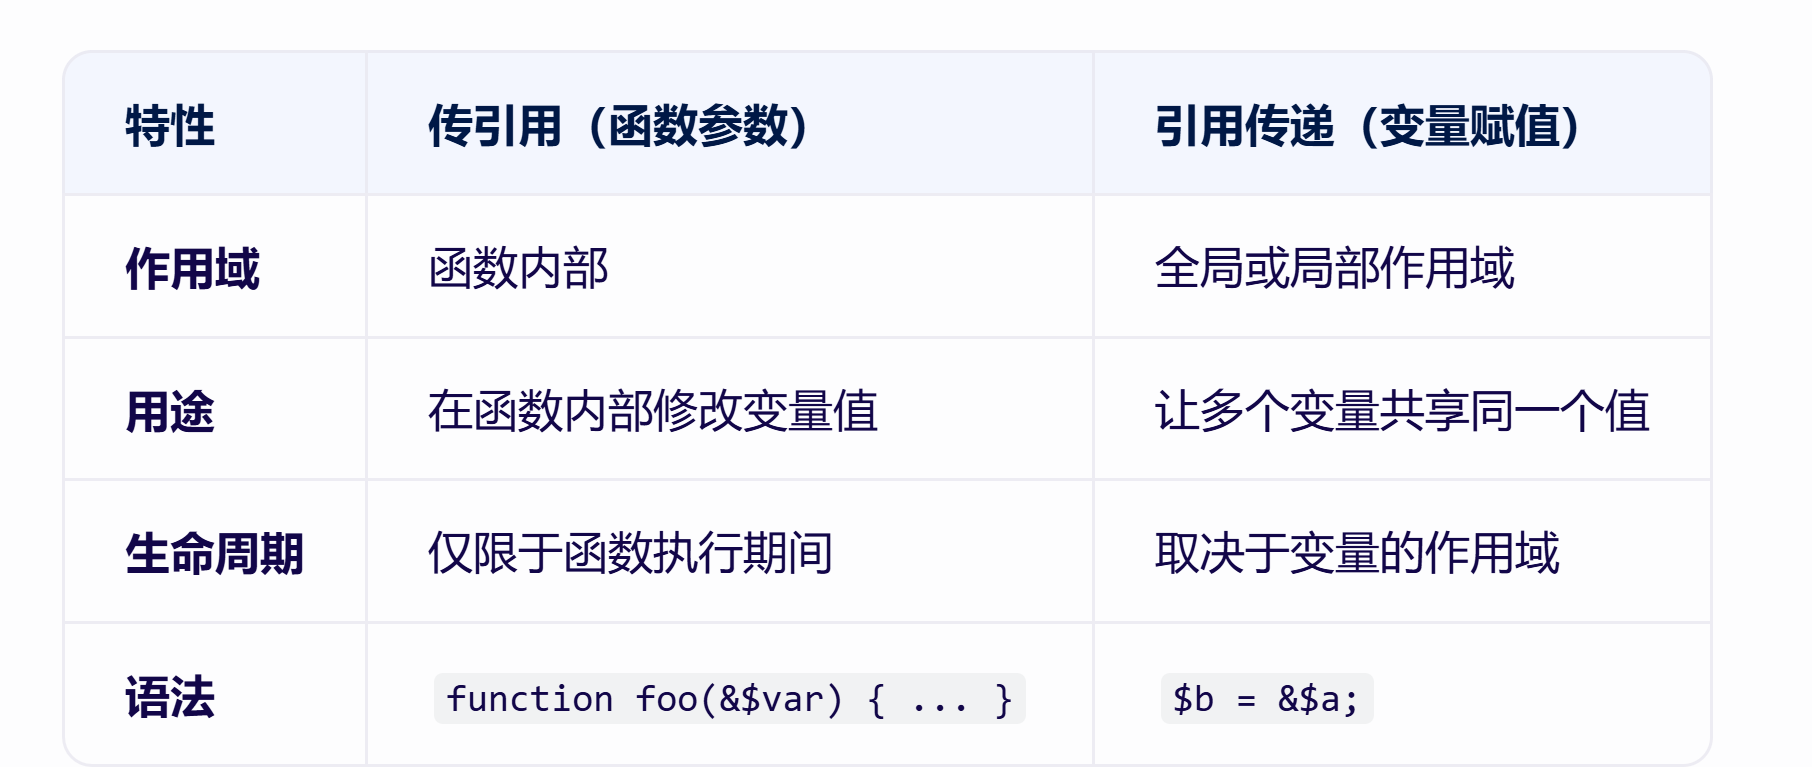 特性 传引用（函数参数） 引用传递（变量赋值）
作用域 函数内部 全局或局部作用域
用途 在函数内部修改变量值 让多个变量共享同一个值
生命周期 仅限于函数执行期间 取决于变量的作用域
语法 function foo(&$var) { ... } $b = &$a;